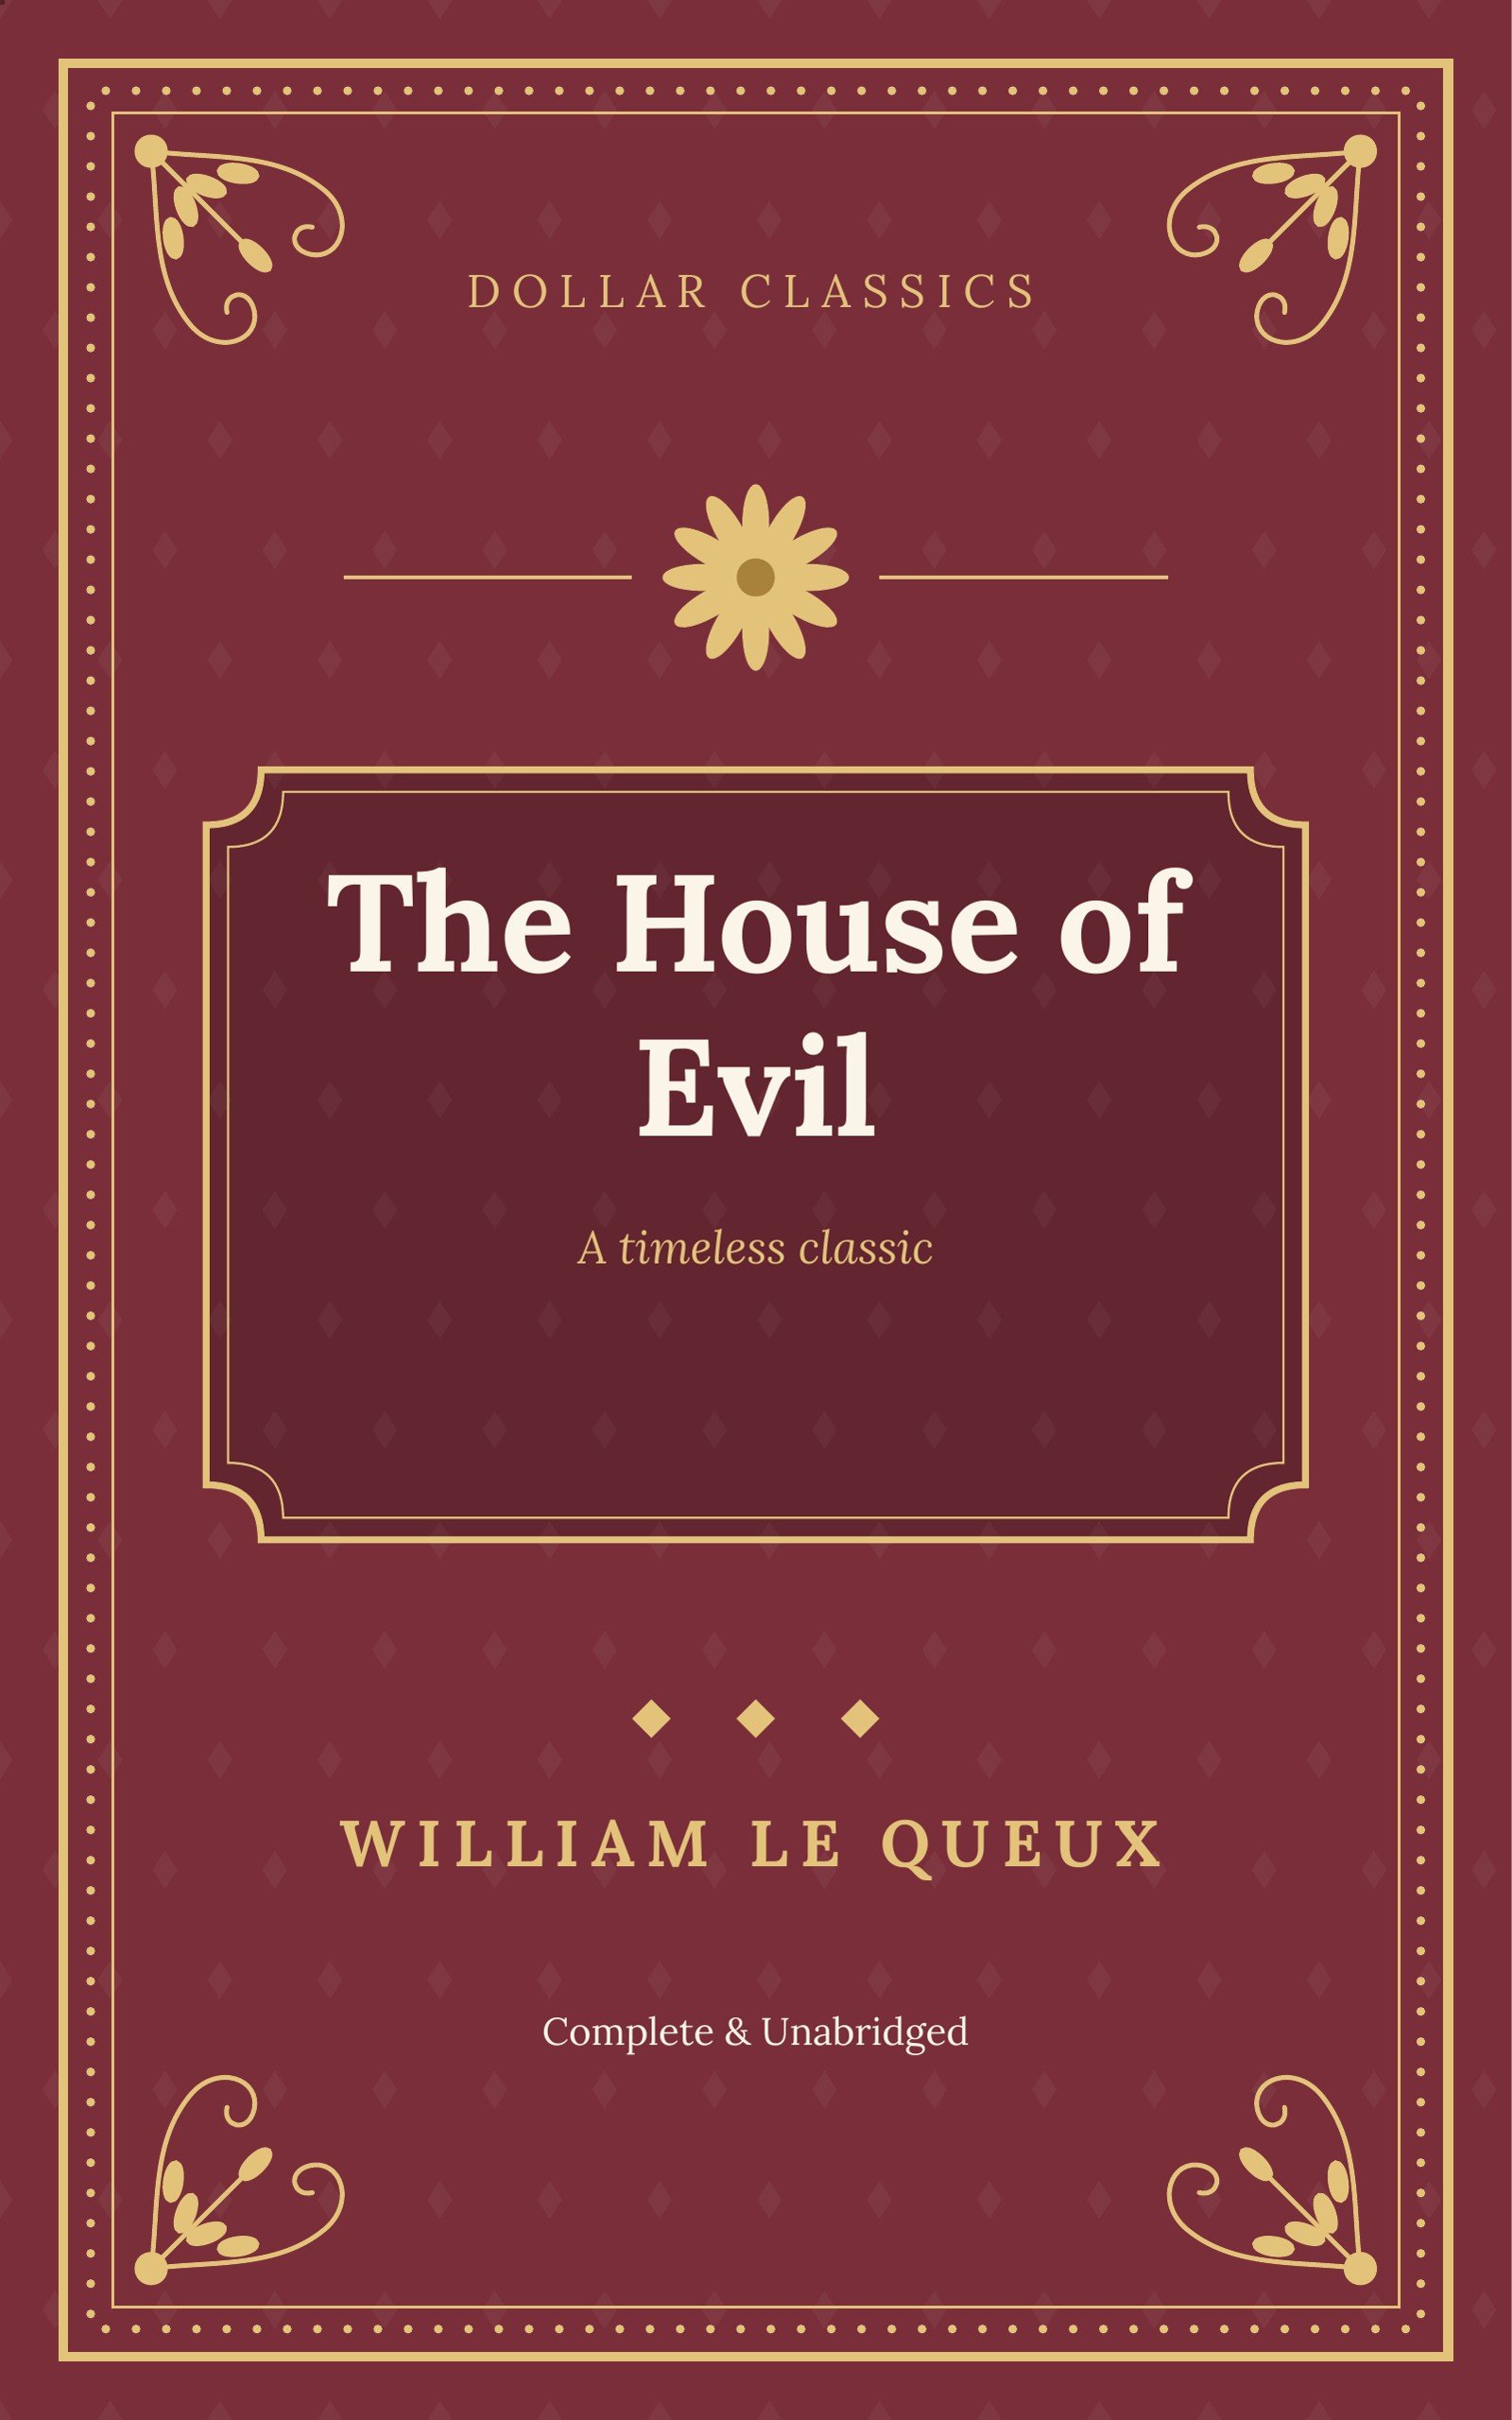 DOLLAR CLASSICS
The House of
Evil
A timeless classic
WILLIAM LE QUEUX
Complete & Unabridged